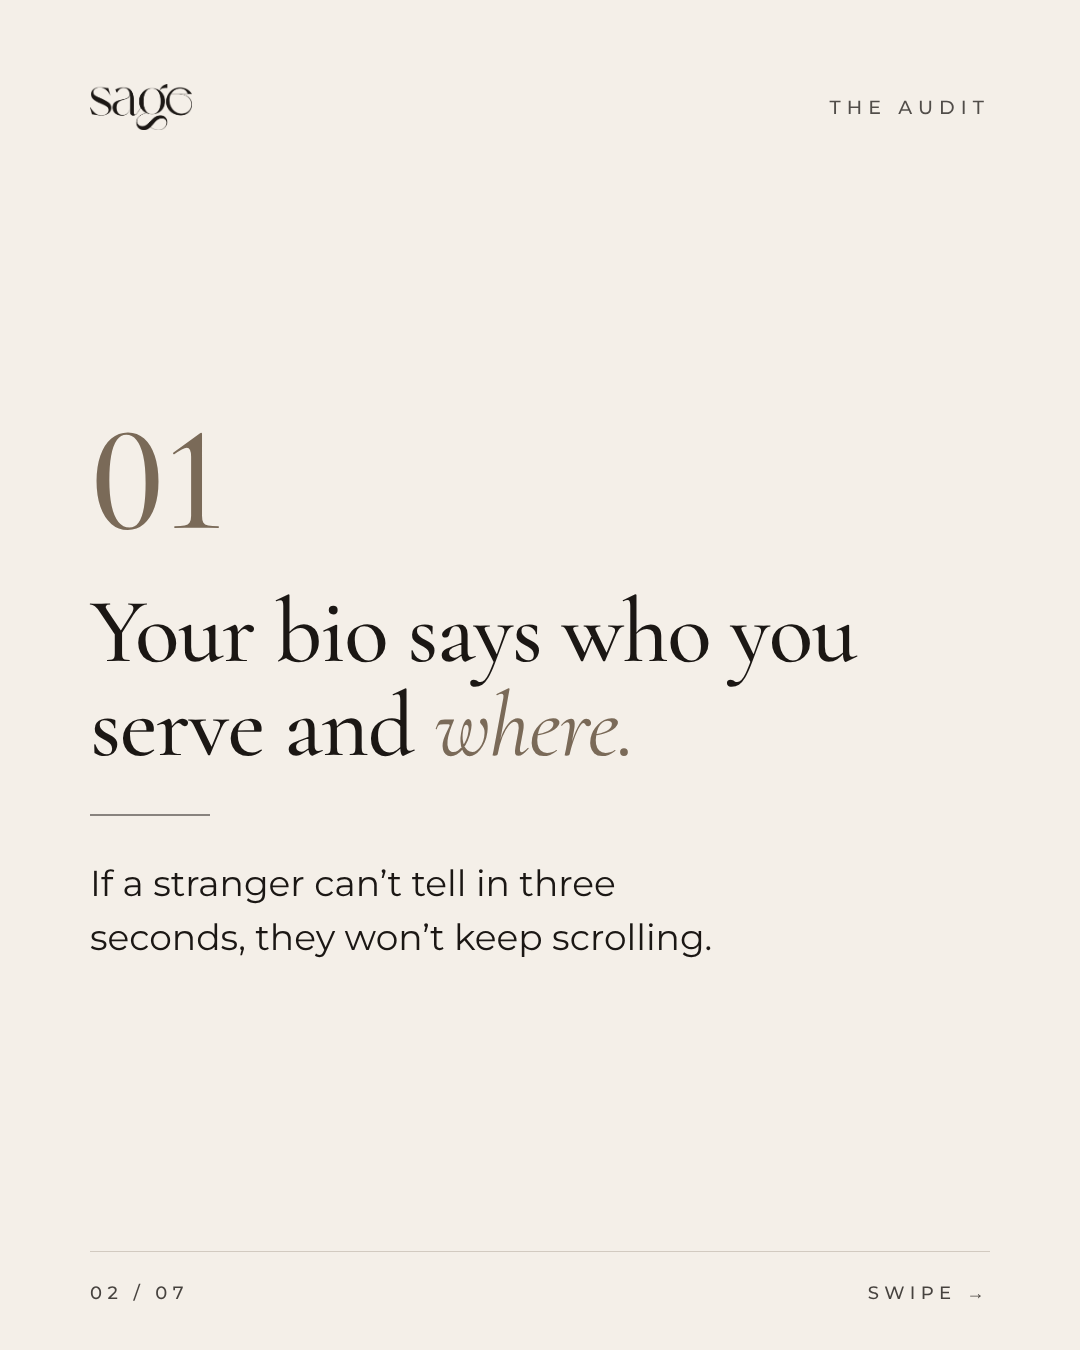 sage
THE AUDIT
01
Your bio says who you
serve and where.
If a stranger can’t tell in three
seconds, they won’t keep scrolling.
02 / 07
SWIPE →